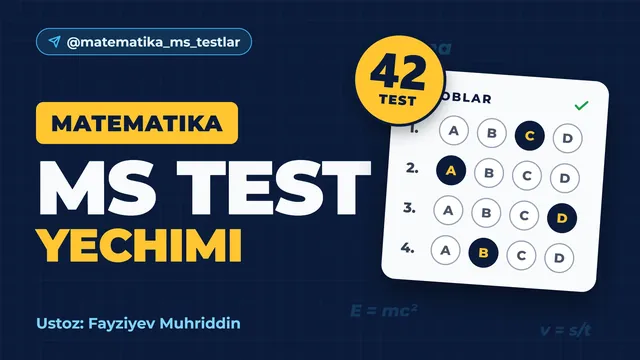 @matematika_ms_testlar
MATEMATIKA
MS TEST
YECHIMI
Ustoz: Fayziyev Muhriddin
42
TEST
OBLAR
1. A B C D
2. A B C D
3. A B C D
4. A B C D
E = mc²
v = s/t